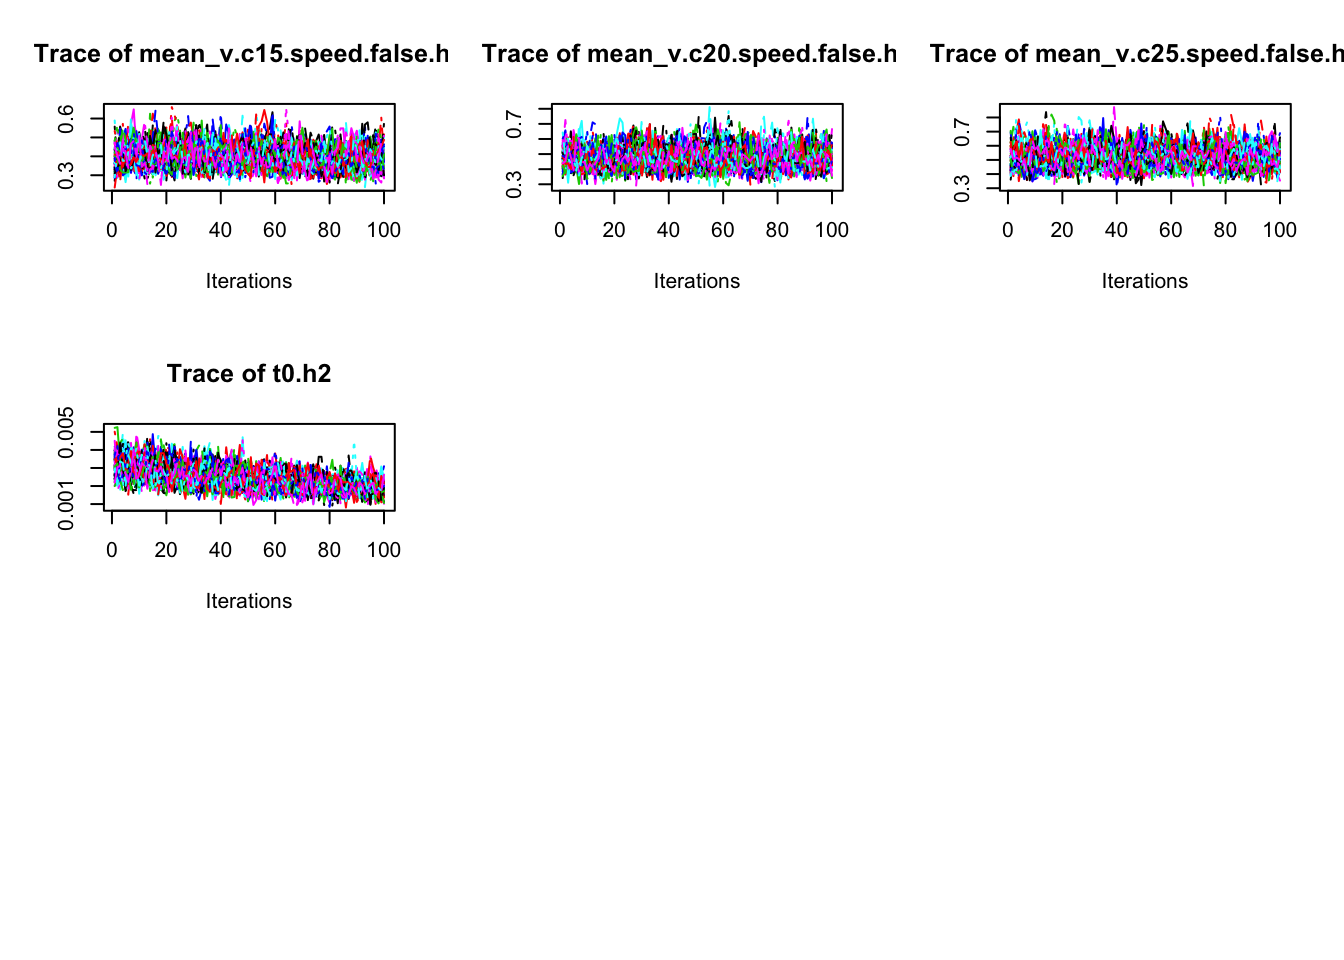 Trace of mean_v.c15.speed.false.h
0.6
0.3
0 20 40 60 80 100
Iterations
Trace of mean_v.c20.speed.false.h
0.7
0.3
0 20 40 60 80 100
Iterations
Trace of mean_v.c25.speed.false.h
0.7
0.3
0 20 40 60 80 100
Iterations
Trace of t0.h2
0.005
0.001
0 20 40 60 80 100
Iterations